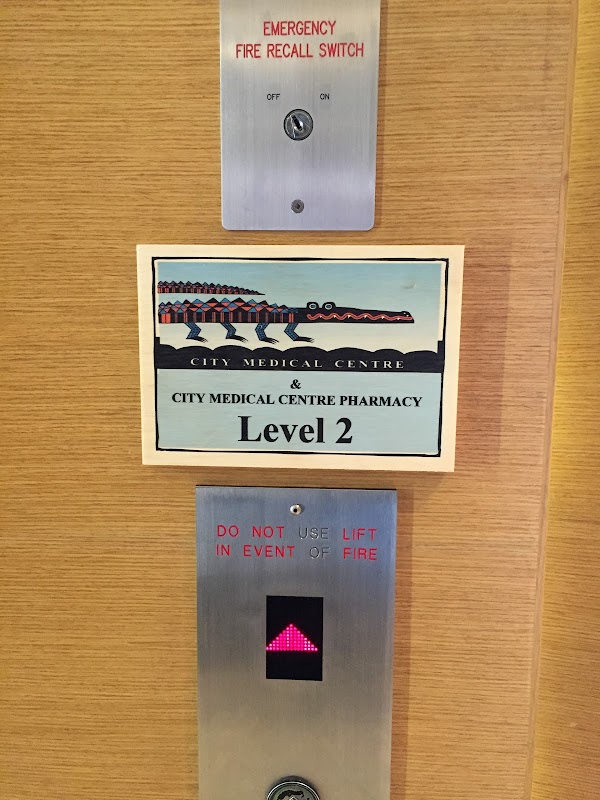 EMERGENCY
FIRE RECALL SWITCH
OFF ON
CITY MEDICAL CENTRE
&
CITY MEDICAL CENTRE PHARMACY
Level 2
DO NOT USE LIFT
IN EVENT OF FIRE